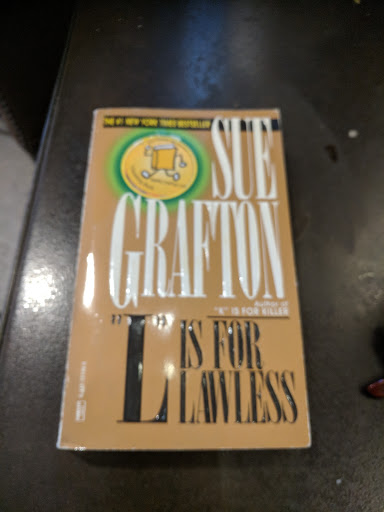 THE #1 NEW YORK TIMES BESTSELLER
SUE
GRAFTON
Author of
"K" IS FOR KILLER
"L"
IS FOR
LAWLESS